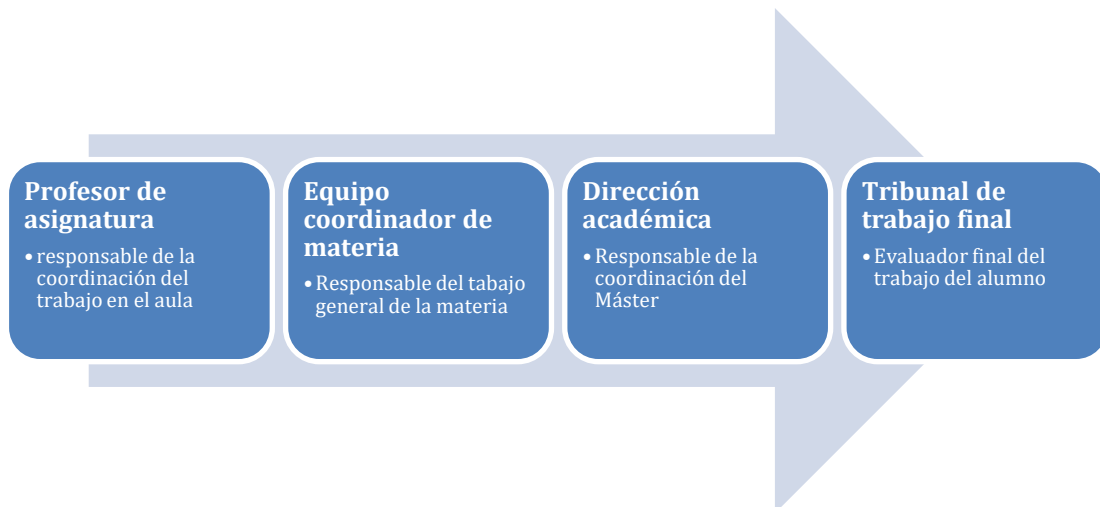 Profesor de
asignatura
• responsable de la
coordinación del
trabajo en el aula
Equipo
coordinador de
materia
• Responsable del tabajo
general de la materia
Dirección
académica
• Responsable de la
coordinación del
Máster
Tribunal de
trabajo final
• Evaluador final del
trabajo del alumno